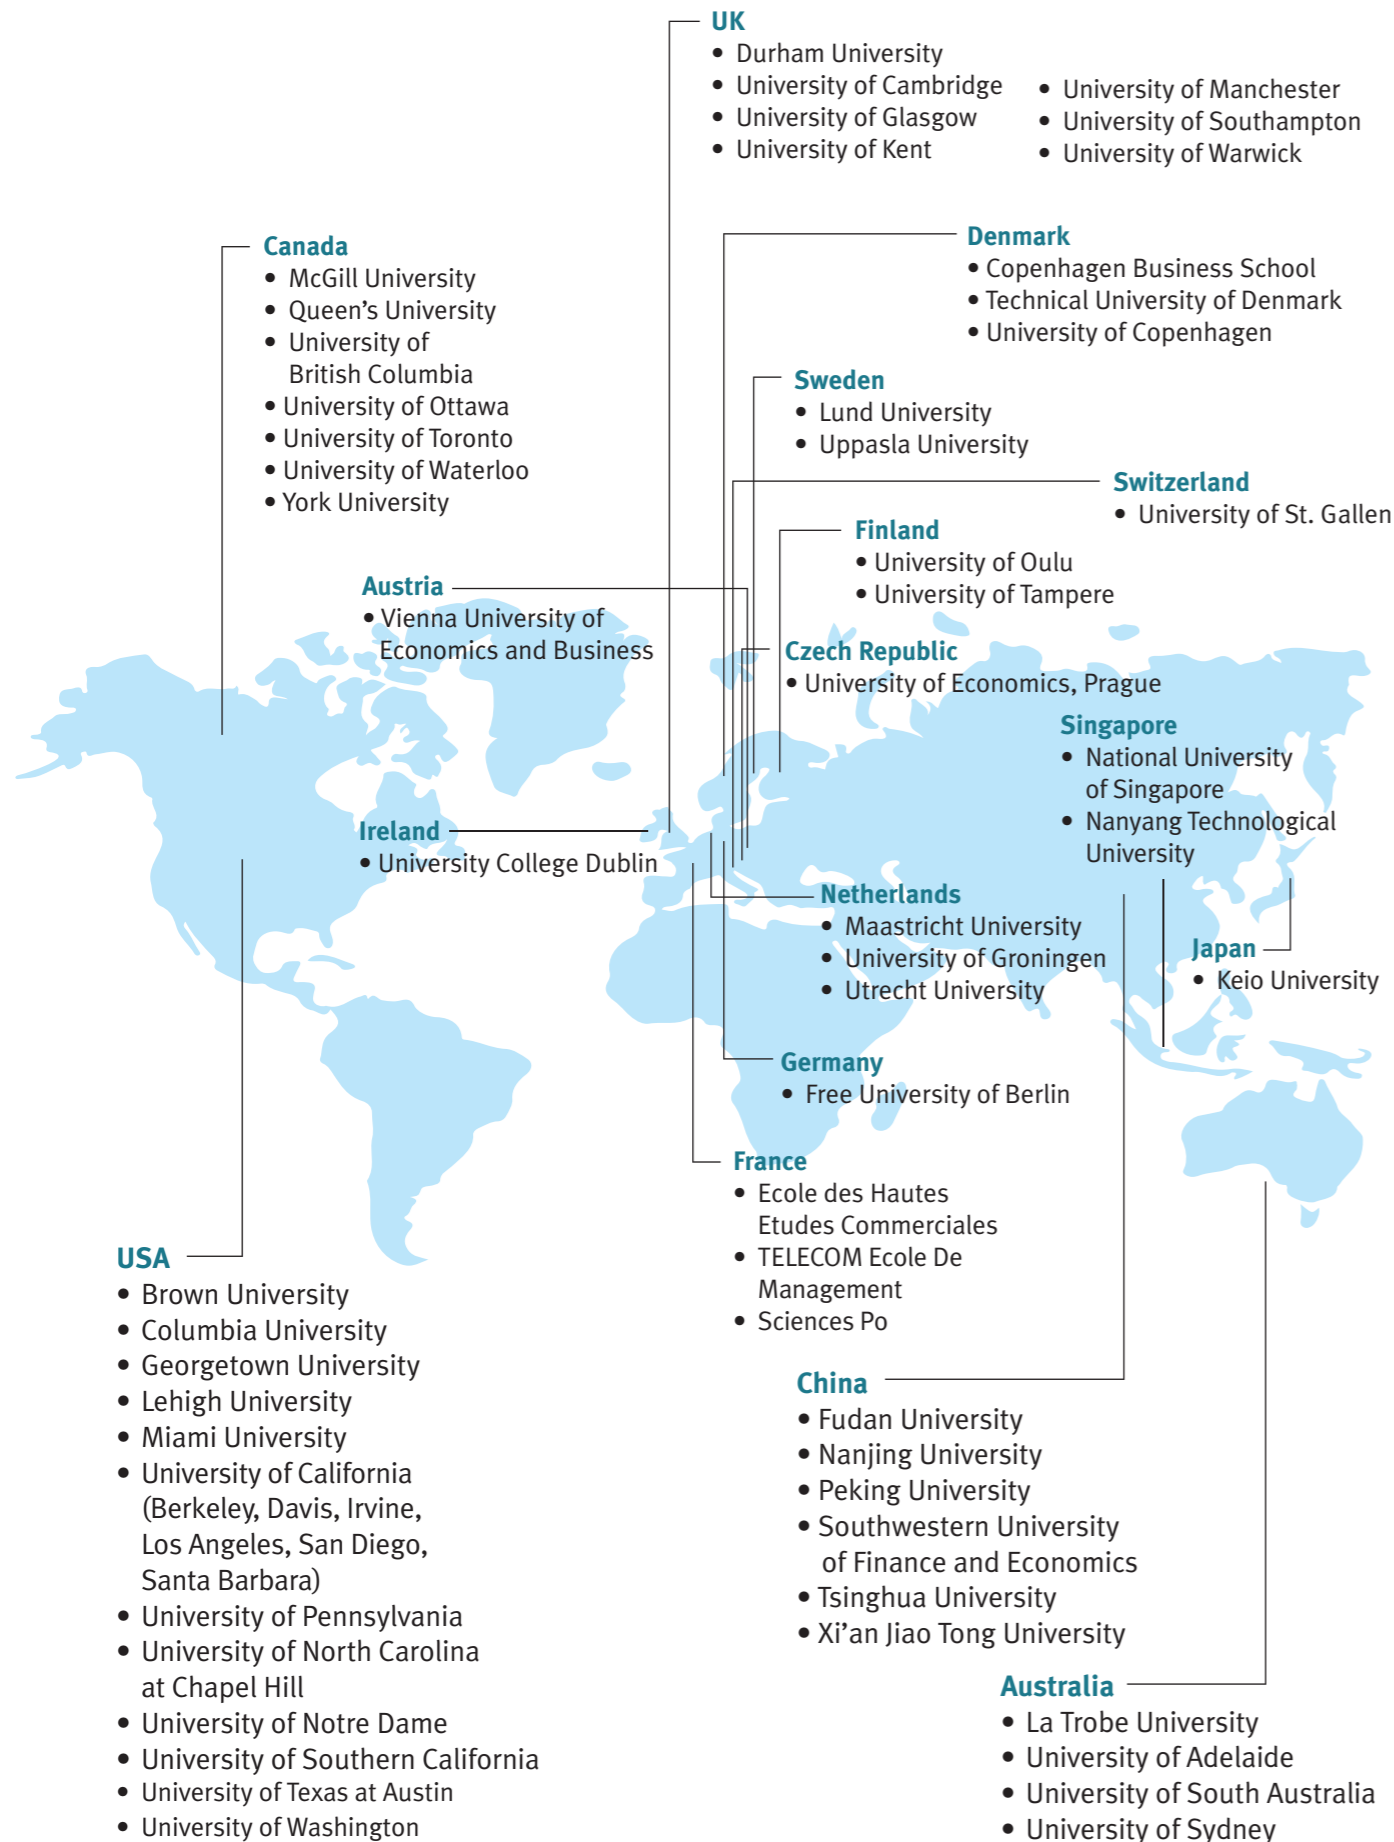 UK
• Durham University
• University of Cambridge
• University of Glasgow
• University of Kent
• University of Manchester
• University of Southampton
• University of Warwick
Canada
• McGill University
• Queen’s University
• University of
British Columbia
• University of Ottawa
• University of Toronto
• University of Waterloo
• York University
Denmark
• Copenhagen Business School
• Technical University of Denmark
• University of Copenhagen
Sweden
• Lund University
• Uppasla University
Switzerland
• University of St. Gallen
Finland
• University of Oulu
• University of Tampere
Austria
• Vienna University of
Economics and Business
Czech Republic
• University of Economics, Prague
Singapore
• National University
of Singapore
• Nanyang Technological
University
Ireland
• University College Dublin
Netherlands
• Maastricht University
• University of Groningen
• Utrecht University
Japan
• Keio University
Germany
• Free University of Berlin
France
• Ecole des Hautes
Etudes Commerciales
• TELECOM Ecole De
Management
• Sciences Po
USA
• Brown University
• Columbia University
• Georgetown University
• Lehigh University
• Miami University
• University of California
(Berkeley, Davis, Irvine,
Los Angeles, San Diego,
Santa Barbara)
• University of Pennsylvania
• University of North Carolina
at Chapel Hill
• University of Notre Dame
• University of Southern California
• University of Texas at Austin
• University of Washington
China
• Fudan University
• Nanjing University
• Peking University
• Southwestern University
of Finance and Economics
• Tsinghua University
• Xi’an Jiao Tong University
Australia
• La Trobe University
• University of Adelaide
• University of South Australia
• University of Sydney